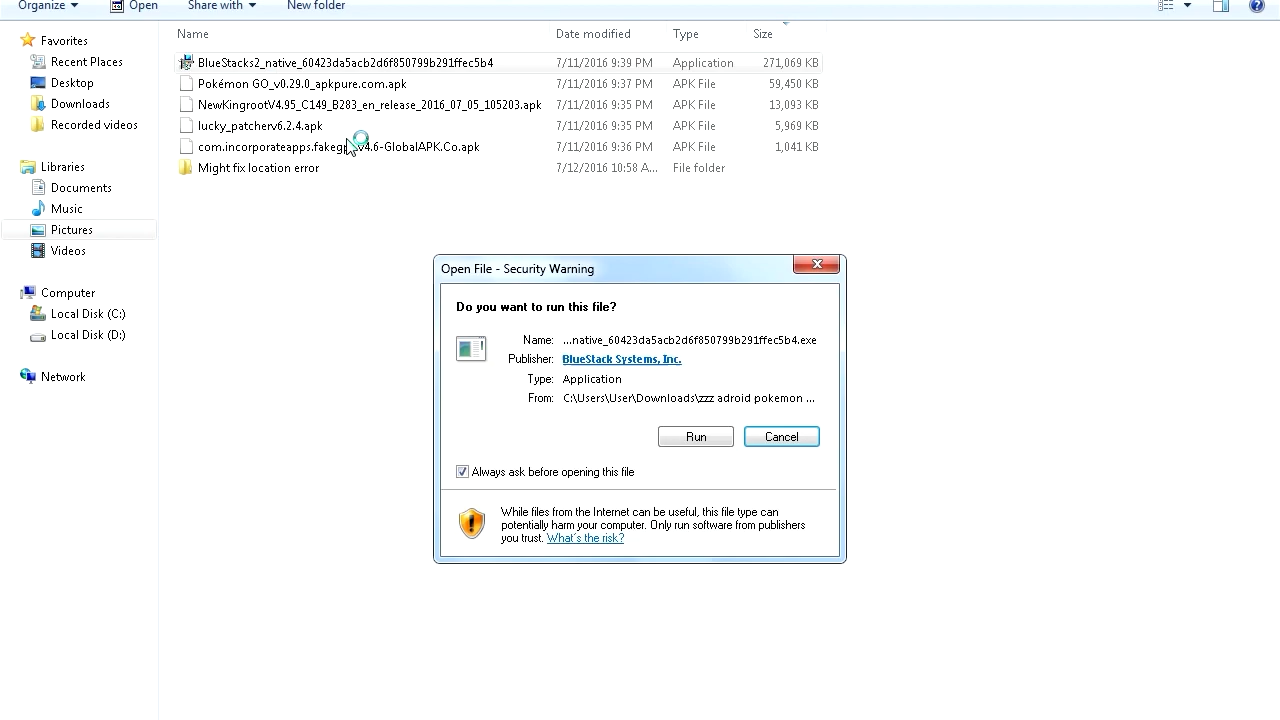 Organize Open Share with New folder
Name Date modified Type Size
BlueStacks2_native_60423da5acb2d6f850799b291ffec5b4 7/11/2016 9:39 PM Application 271,069 KB
Pokémon GO_v0.29.0_apkpure.com.apk 7/11/2016 9:37 PM APK File 59,450 KB
NewKingrootV4.95_C149_B283_en_release_2016_07_05_105203.apk 7/11/2016 9:35 PM APK File 13,093 KB
lucky_patcherv6.2.4.apk 7/11/2016 9:35 PM APK File 5,969 KB
7/11/2016 9:36 PM APK File 1,041 KB
Might fix location error 7/12/2016 10:58 A... File folder
Favorites
Recent Places
Desktop
Downloads
Recorded videos
Libraries
Documents
Music
Pictures
Videos
Computer
Local Disk (C:)
Local Disk (D:)
Network
Open File - Security Warning
Do you want to run this file?
Name: ...native_60423da5acb2d6f850799b291ffec5b4.exe
Publisher: BlueStack Systems, Inc.
Type: Application
From: C:\Users\User\Downloads\zzz adroid pokemon ...
Run Cancel
Always ask before opening this file
While files from the Internet can be useful, this file type can
potentially harm your computer. Only run software from publishers
you trust. What's the risk?